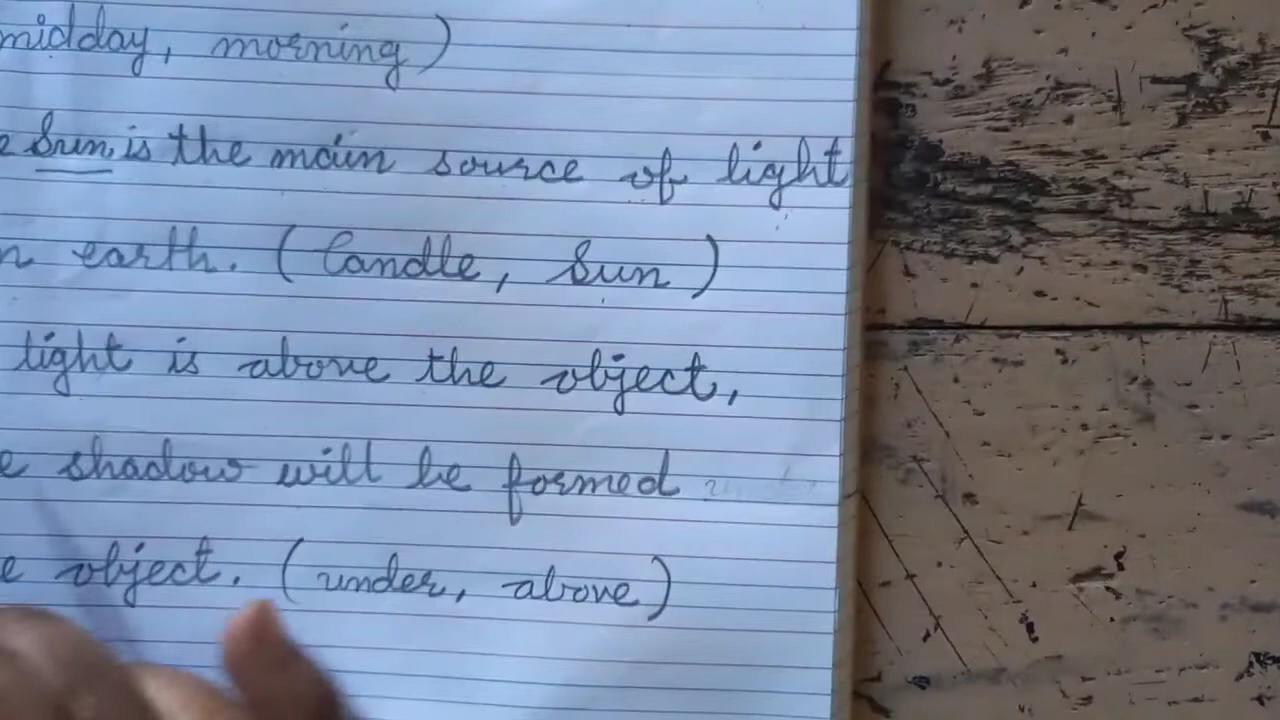 midday, morning)
e Sun is the main source of light
n earth. (Candle, Sun)
light is above the object,
e shadow will be formed
e object. (under, above)